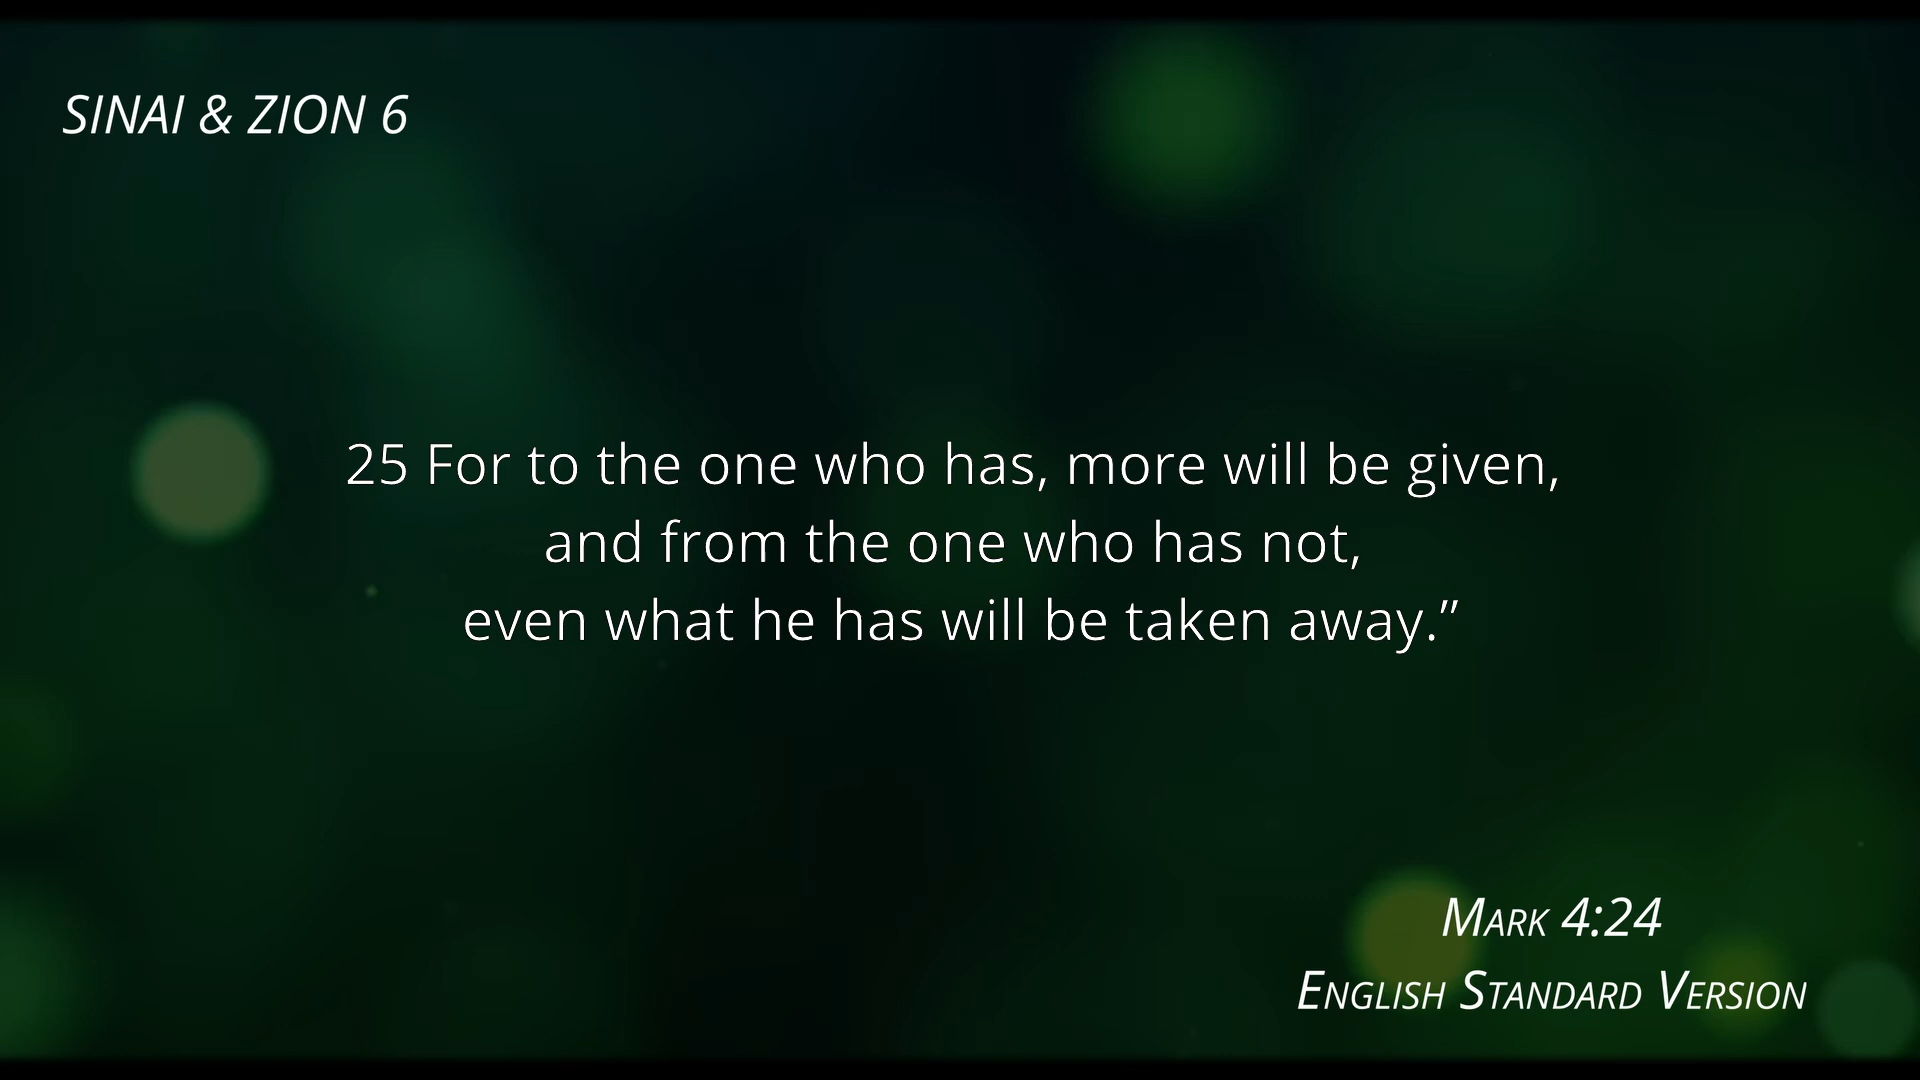 SINAI & ZION 6
25 For to the one who has, more will be given,
and from the one who has not,
even what he has will be taken away.”
Mark 4:24
English Standard Version